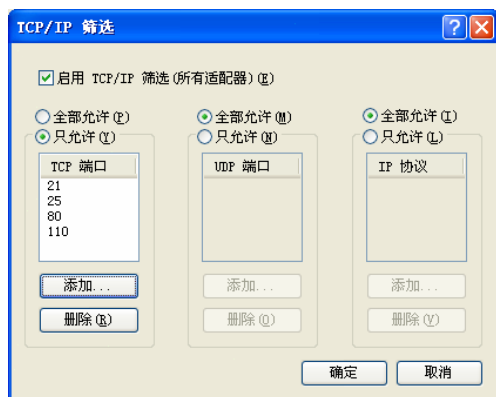 TCP/IP 筛选
启用 TCP/IP 筛选(所有适配器)(E)
全部允许(P)
只允许(Y)
TCP 端口
21
25
80
110
添加...
删除(R)
全部允许(M)
只允许(N)
UDP 端口
添加...
删除(O)
全部允许(I)
只允许(L)
IP 协议
添加...
删除(V)
确定
取消